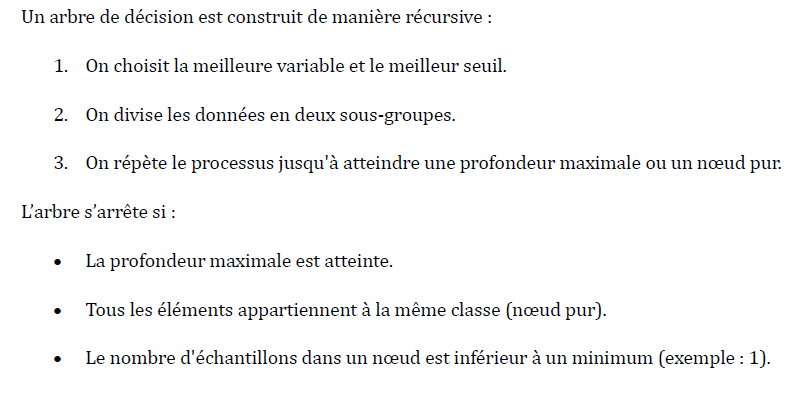 Un arbre de décision est construit de manière récursive :
1. On choisit la meilleure variable et le meilleur seuil.
2. On divise les données en deux sous-groupes.
3. On répète le processus jusqu'à atteindre une profondeur maximale ou un nœud pur.
L’arbre s’arrête si :
• La profondeur maximale est atteinte.
• Tous les éléments appartiennent à la même classe (nœud pur).
• Le nombre d'échantillons dans un nœud est inférieur à un minimum (exemple : 1).